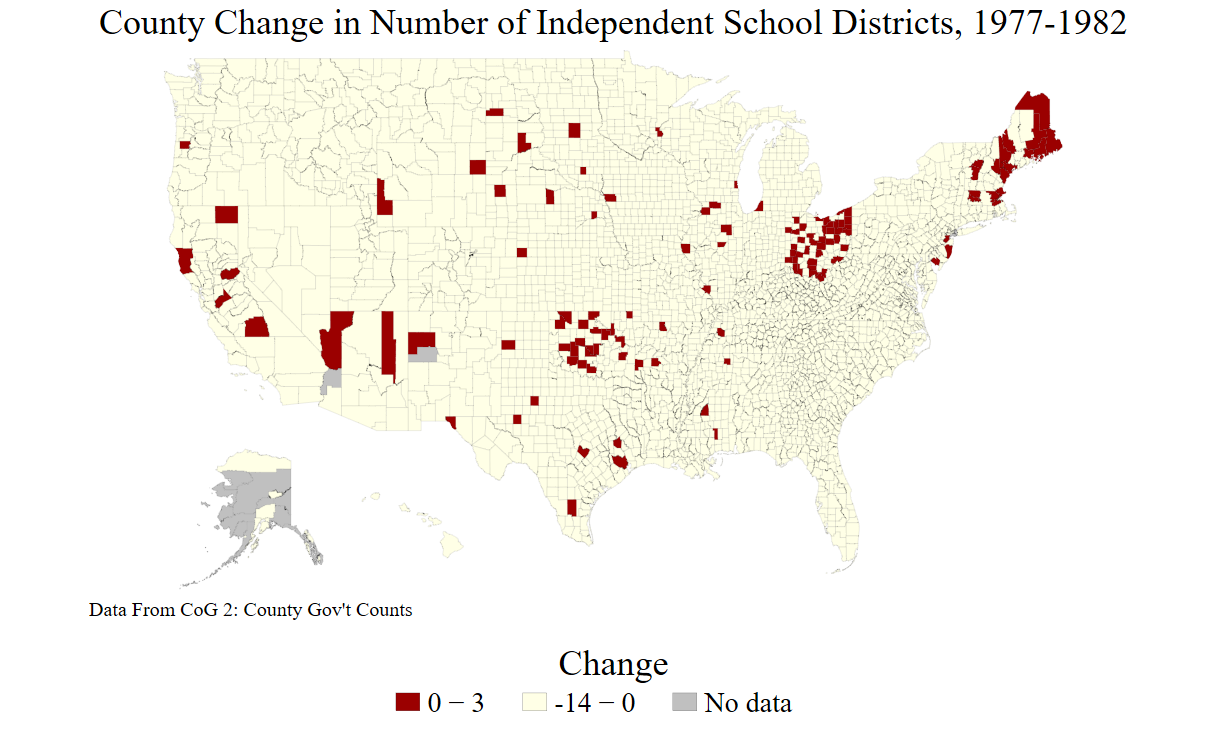 County Change in Number of Independent School Districts, 1977-1982
Data From CoG 2: County Gov't Counts
Change
0 − 3
-14 − 0
No data